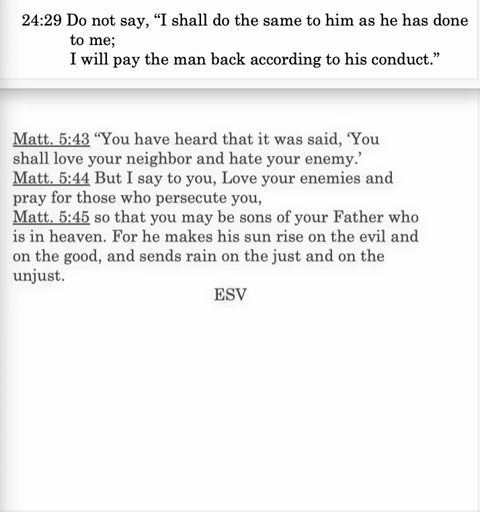 24:29 Do not say, “I shall do the same to him as he has done
to me;
I will pay the man back according to his conduct.”
Matt. 5:43 “You have heard that it was said, ‘You
shall love your neighbor and hate your enemy.’
Matt. 5:44 But I say to you, Love your enemies and
pray for those who persecute you,
Matt. 5:45 so that you may be sons of your Father who
is in heaven. For he makes his sun rise on the evil and
on the good, and sends rain on the just and on the
unjust.
ESV